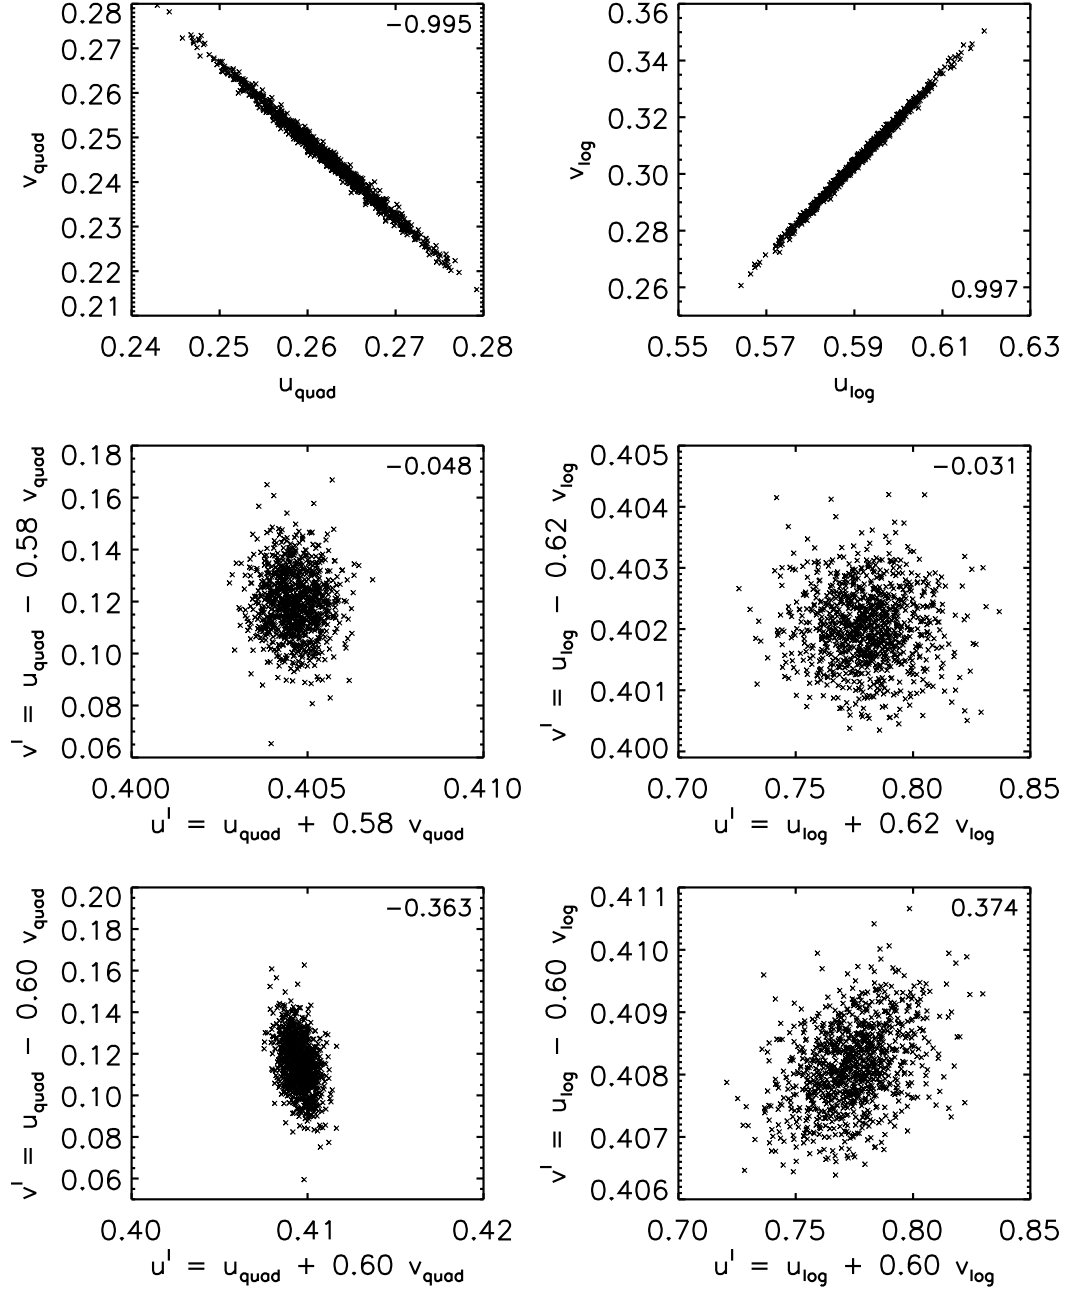 0.28
0.27
0.26
0.25
0.24
0.23
0.22
0.21
v_quad
−0.995
0.24 0.25 0.26 0.27 0.28
u_quad
0.36
0.34
0.32
0.30
0.28
0.26
v_log
0.997
0.55 0.57 0.59 0.61 0.63
u_log
0.18
0.16
0.14
0.12
0.10
0.08
0.06
v' = u_quad − 0.58 v_quad
−0.048
0.400 0.405 0.410
u' = u_quad + 0.58 v_quad
0.405
0.404
0.403
0.402
0.401
0.400
v' = u_log − 0.62 v_log
−0.031
0.70 0.75 0.80 0.85
u' = u_log + 0.62 v_log
0.20
0.18
0.16
0.14
0.12
0.10
0.08
0.06
v' = u_quad − 0.60 v_quad
−0.363
0.40 0.41 0.42
u' = u_quad + 0.60 v_quad
0.411
0.410
0.409
0.408
0.407
0.406
v' = u_log − 0.60 v_log
0.374
0.70 0.75 0.80 0.85
u' = u_log + 0.60 v_log